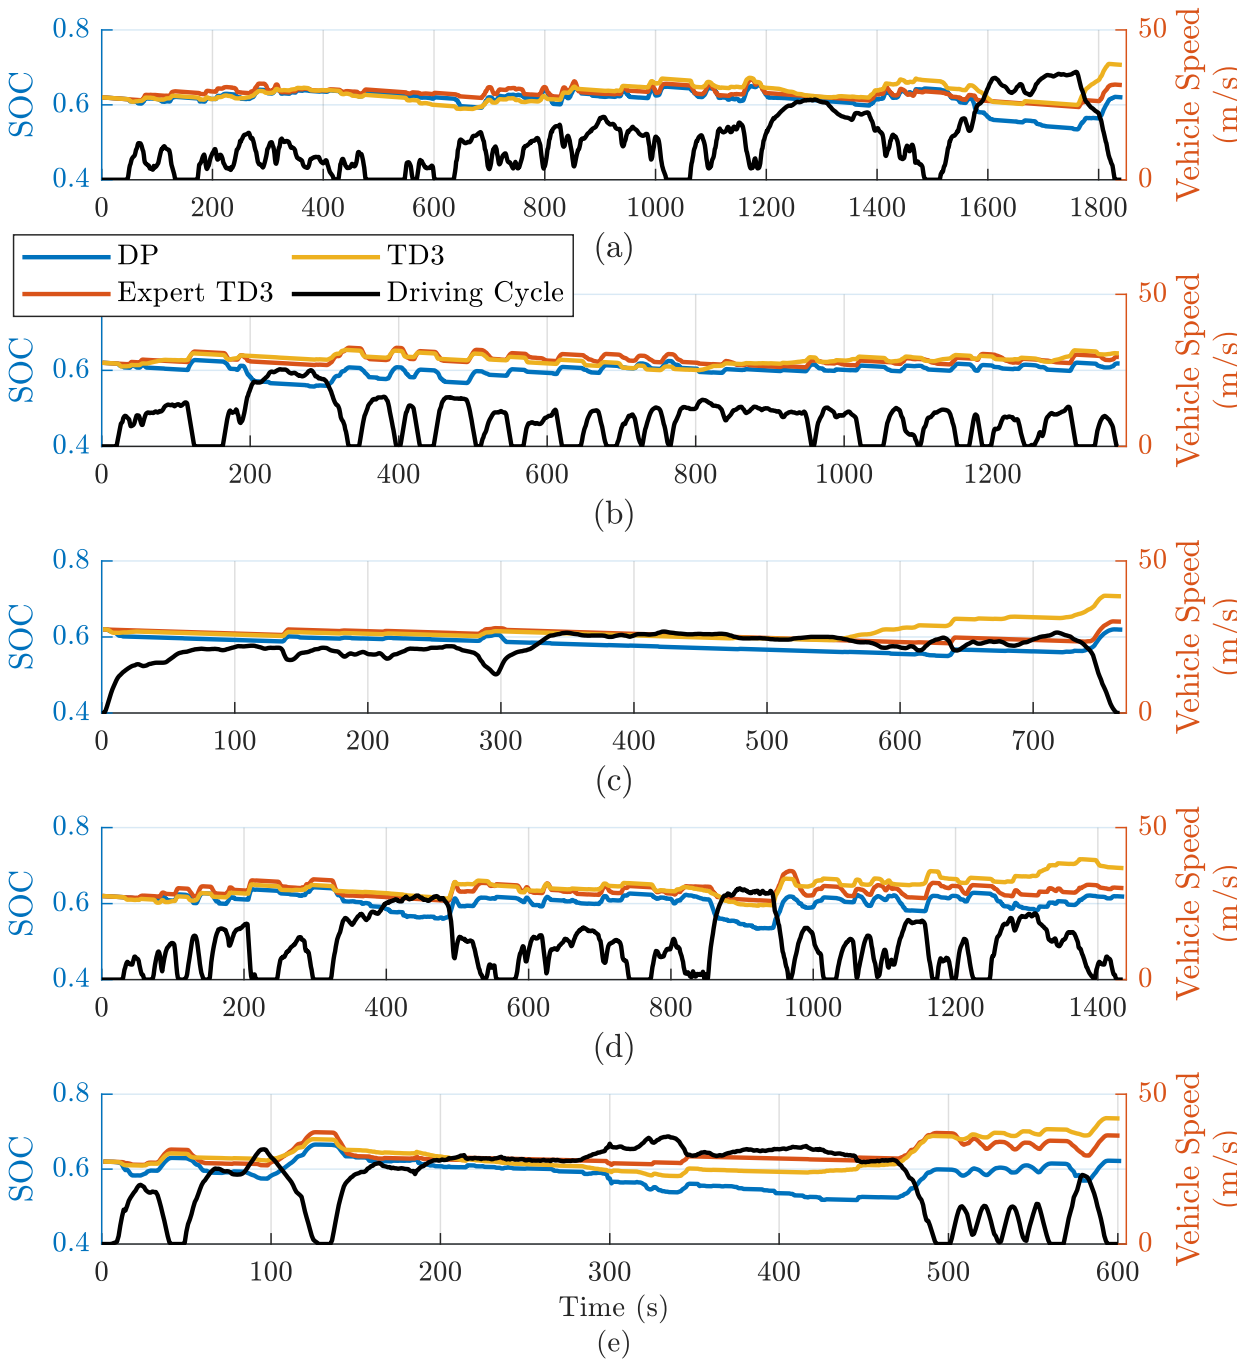 0.8
0.6
0.4
SOC
50
0
Vehicle Speed
(m/s)
0 200 400 600 800 1000 1200 1400 1600 1800
(a)
DP TD3
Expert TD3 Driving Cycle
0.6
0.4
SOC
50
0
Vehicle Speed
(m/s)
0 200 400 600 800 1000 1200
(b)
0.8
0.6
0.4
SOC
50
0
Vehicle Speed
(m/s)
0 100 200 300 400 500 600 700
(c)
0.8
0.6
0.4
SOC
50
0
Vehicle Speed
(m/s)
0 200 400 600 800 1000 1200 1400
(d)
0.8
0.6
0.4
SOC
50
0
Vehicle Speed
(m/s)
0 100 200 300 400 500 600
Time (s)
(e)